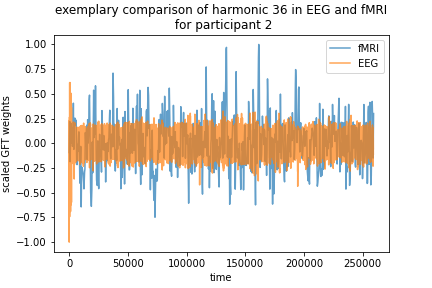 exemplary comparison of harmonic 36 in EEG and fMRI
for participant 2
fMRI
EEG
scaled GFT weights
1.00
0.75
0.50
0.25
0.00
−0.25
−0.50
−0.75
−1.00
0
50000
100000
150000
200000
250000
time